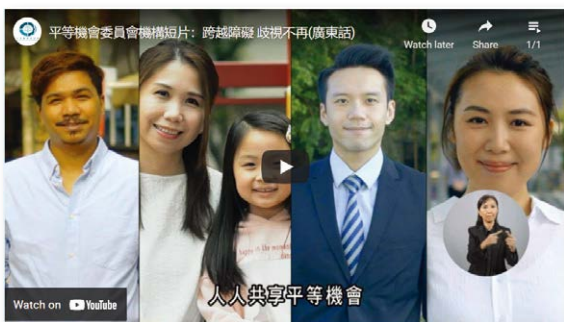 平等機會委員會機構短片：跨越障礙 歧視不再(廣東話)
Watch later
Share
1/1
人人共享平等機會
Watch on YouTube